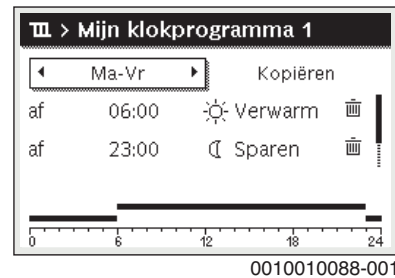 > Mijn klokprogramma 1
Ma-Vr Kopiëren
af 06:00 Verwarm
af 23:00 Sparen
0 6 12 18 24
0010010088-001